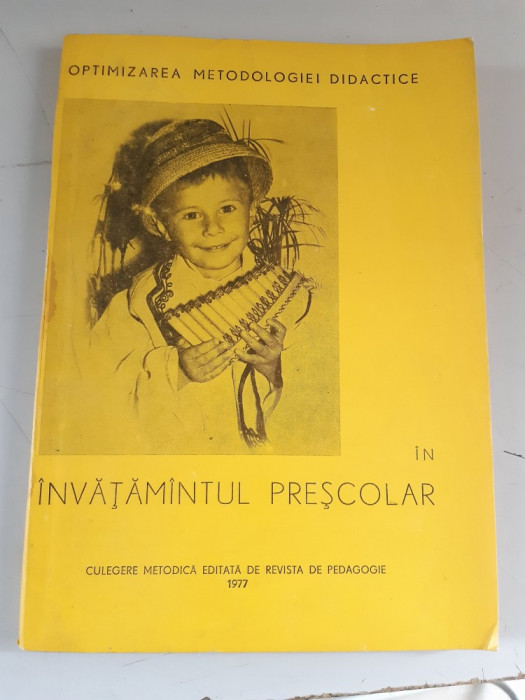 OPTIMIZAREA METODOLOGIEI DIDACTICE
ÎN
ÎNVĂŢĂMÎNTUL PREŞCOLAR
CULEGERE METODICĂ EDITATĂ DE REVISTA DE PEDAGOGIE
1977